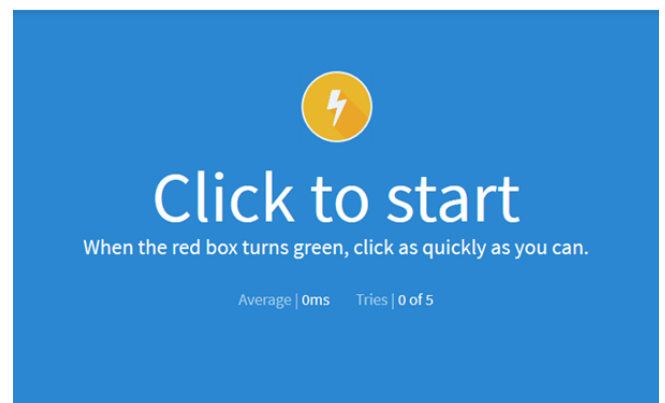 Click to start
When the red box turns green, click as quickly as you can.
Average | 0ms Tries | 0 of 5